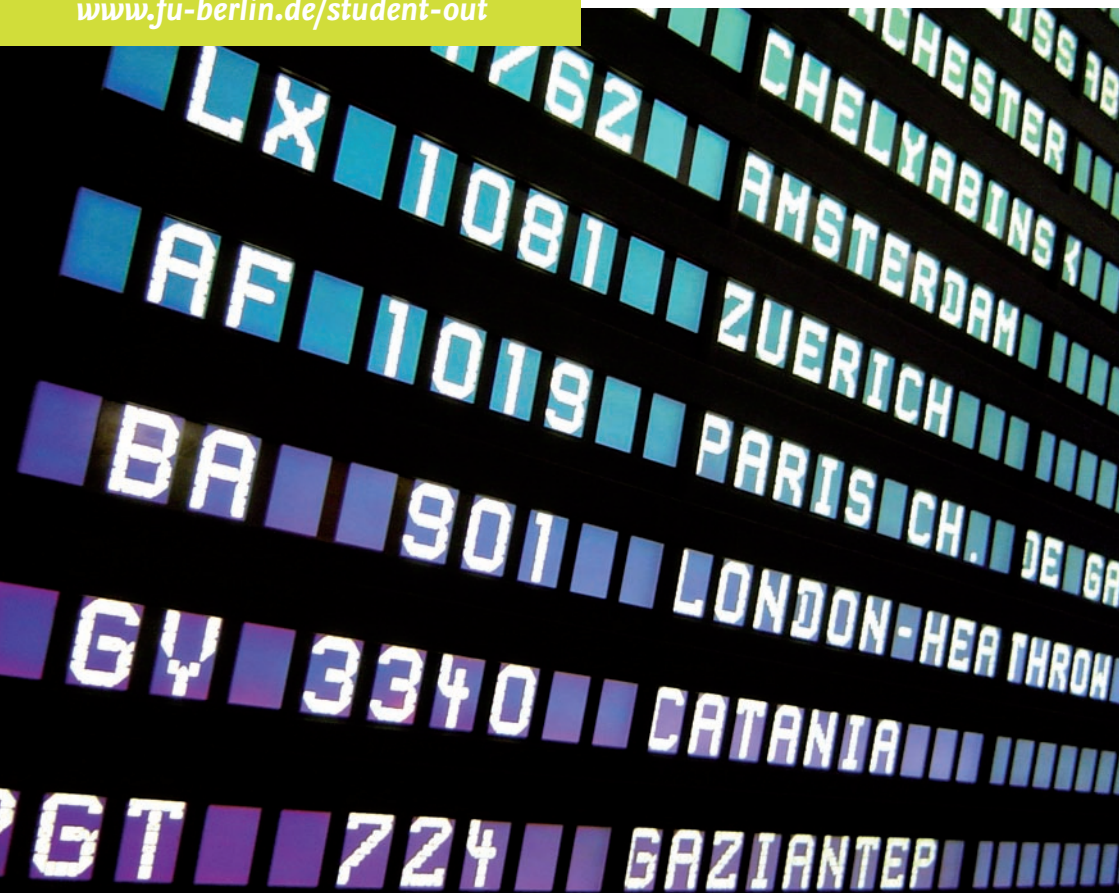 www.fu-berlin.de/student-out
CHESTER
CHELYABINSK
762 AMSTERDAM
LX 1081 ZUERICH
AF 1019 PARIS CH. DE GA
BA 901 LONDON-HEATHROW
GY 3340 CATANIA
PGT 724 GAZIANTEP